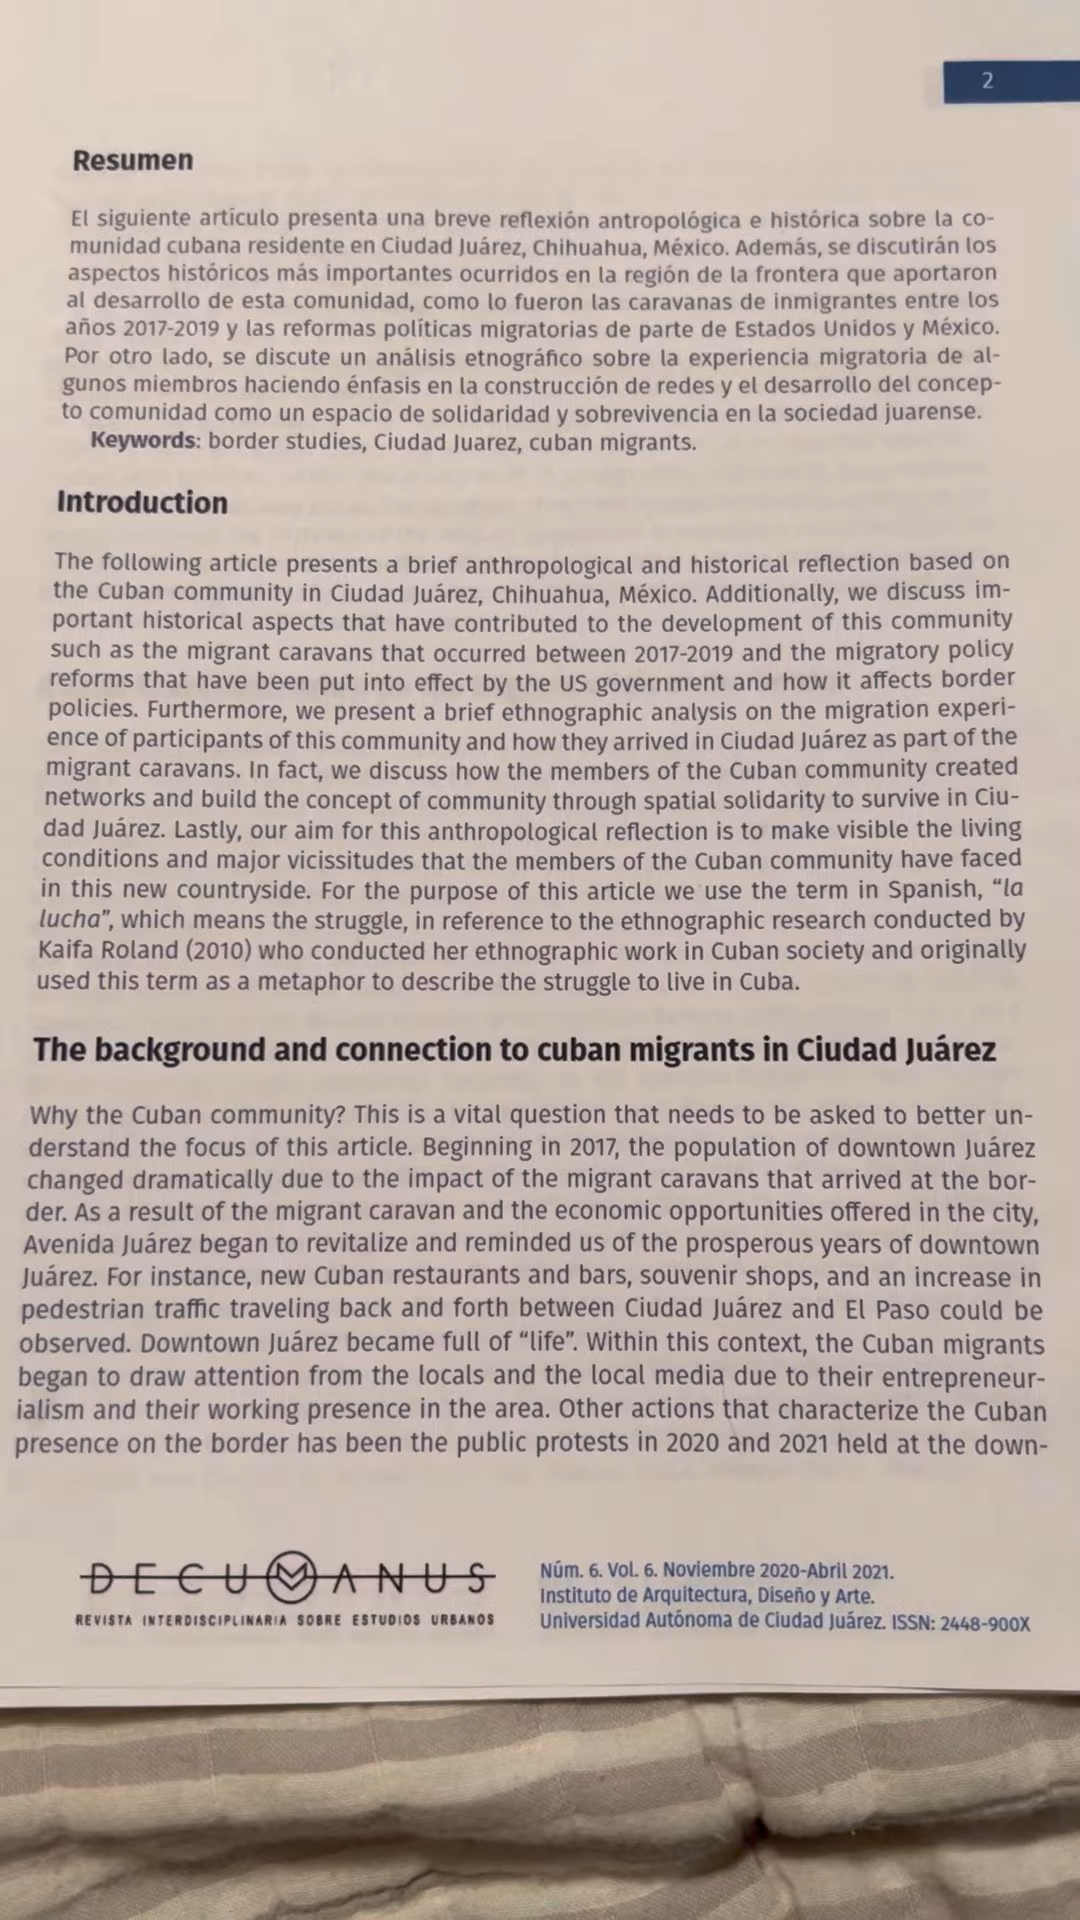 2
Resumen
El siguiente artículo presenta una breve reflexión antropológica e histórica sobre la co-
munidad cubana residente en Ciudad Juárez, Chihuahua, México. Además, se discutirán los
aspectos históricos más importantes ocurridos en la región de la frontera que aportaron
al desarrollo de esta comunidad, como lo fueron las caravanas de inmigrantes entre los
años 2017-2019 y las reformas políticas migratorias de parte de Estados Unidos y México.
Por otro lado, se discute un análisis etnográfico sobre la experiencia migratoria de al-
gunos miembros haciendo énfasis en la construcción de redes y el desarrollo del concep-
to comunidad como un espacio de solidaridad y sobrevivencia en la sociedad juarense.
Keywords: border studies, Ciudad Juarez, cuban migrants.
Introduction
The following article presents a brief anthropological and historical reflection based on
the Cuban community in Ciudad Juárez, Chihuahua, México. Additionally, we discuss im-
portant historical aspects that have contributed to the development of this community
such as the migrant caravans that occurred between 2017-2019 and the migratory policy
reforms that have been put into effect by the US government and how it affects border
policies. Furthermore, we present a brief ethnographic analysis on the migration experi-
ence of participants of this community and how they arrived in Ciudad Juárez as part of the
migrant caravans. In fact, we discuss how the members of the Cuban community created
networks and build the concept of community through spatial solidarity to survive in Ciu-
dad Juárez. Lastly, our aim for this anthropological reflection is to make visible the living
conditions and major vicissitudes that the members of the Cuban community have faced
in this new countryside. For the purpose of this article we use the term in Spanish, “la
lucha”, which means the struggle, in reference to the ethnographic research conducted by
Kaifa Roland (2010) who conducted her ethnographic work in Cuban society and originally
used this term as a metaphor to describe the struggle to live in Cuba.
The background and connection to cuban migrants in Ciudad Juárez
Why the Cuban community? This is a vital question that needs to be asked to better un-
derstand the focus of this article. Beginning in 2017, the population of downtown Juárez
changed dramatically due to the impact of the migrant caravans that arrived at the bor-
der. As a result of the migrant caravan and the economic opportunities offered in the city,
Avenida Juárez began to revitalize and reminded us of the prosperous years of downtown
Juárez. For instance, new Cuban restaurants and bars, souvenir shops, and an increase in
pedestrian traffic traveling back and forth between Ciudad Juárez and El Paso could be
observed. Downtown Juárez became full of “life”. Within this context, the Cuban migrants
began to draw attention from the locals and the local media due to their entrepreneur-
ialism and their working presence in the area. Other actions that characterize the Cuban
presence on the border has been the public protests in 2020 and 2021 held at the down-
DECUMANUS
REVISTA INTERDISCIPLINARIA SOBRE ESTUDIOS URBANOS
Núm. 6. Vol. 6. Noviembre 2020-Abril 2021.
Instituto de Arquitectura, Diseño y Arte.
Universidad Autónoma de Ciudad Juárez. ISSN: 2448-900X